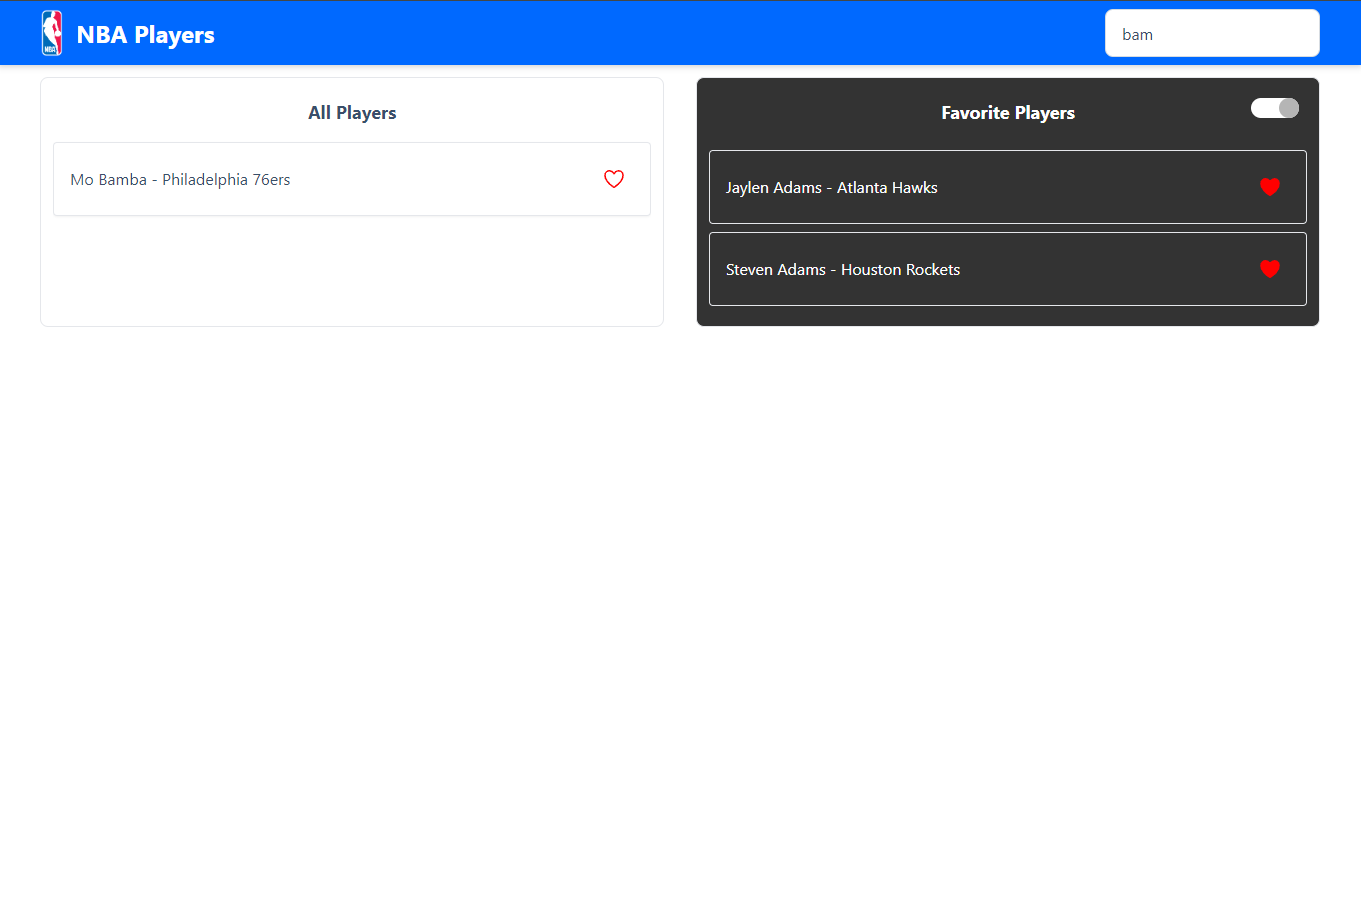 NBA
NBA Players
bam
All Players
Mo Bamba - Philadelphia 76ers
Favorite Players
Jaylen Adams - Atlanta Hawks
Steven Adams - Houston Rockets